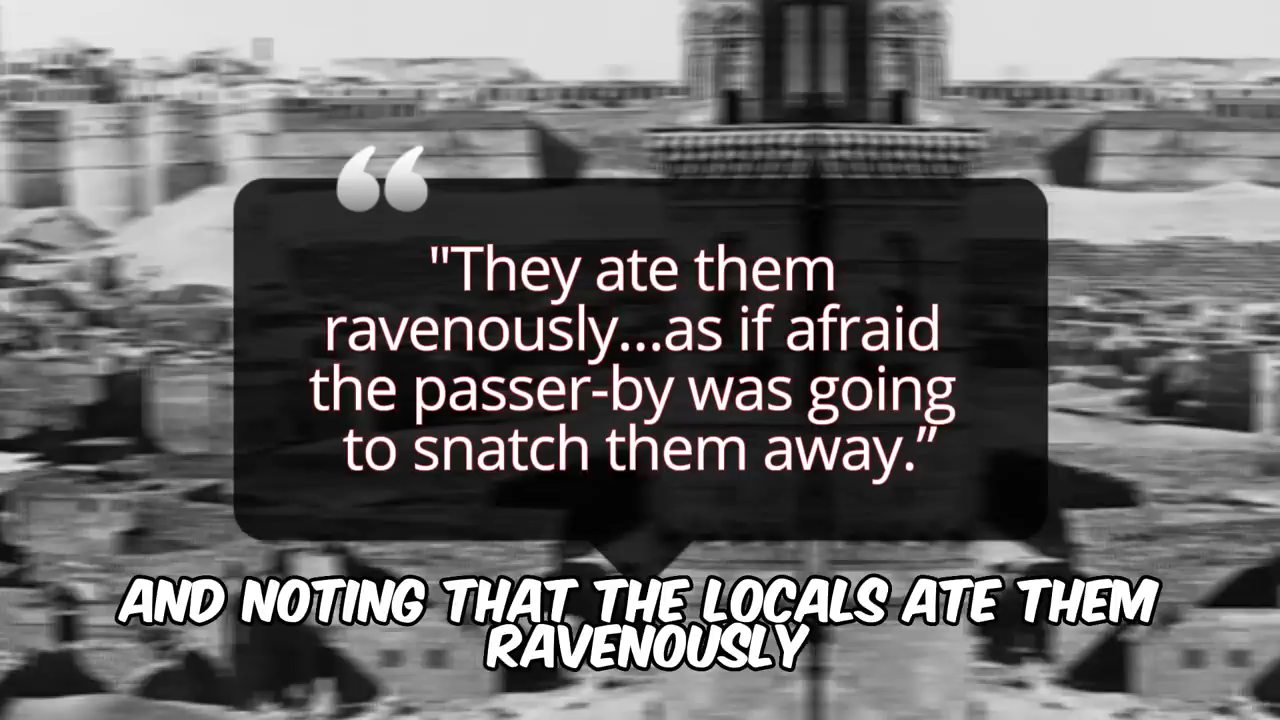 "They ate them
ravenously...as if afraid
the passer-by was going
to snatch them away.”
AND NOTING THAT THE LOCALS ATE THEM
RAVENOUSLY